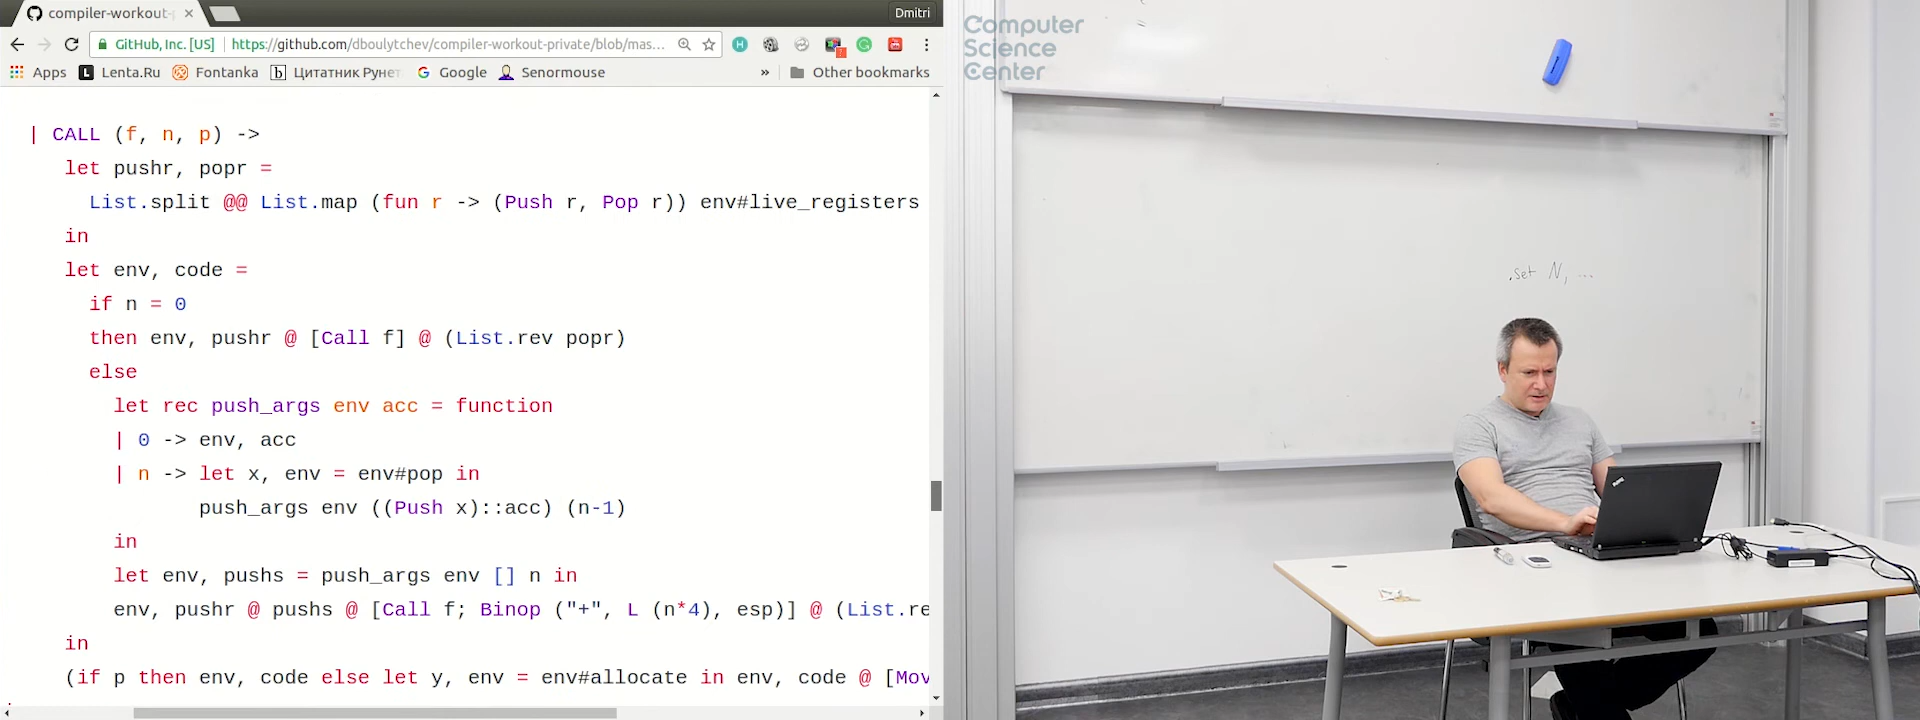 compiler-workout-p
Dmitri
GitHub, Inc. [US]
https://github.com/dboulytchev/compiler-workout-private/blob/mas...
Apps
Lenta.Ru
Fontanka
Цитатник Рунет
Google
Senormouse
»
Other bookmarks
| CALL (f, n, p) ->
let pushr, popr =
List.split @@ List.map (fun r -> (Push r, Pop r)) env#live_registers
in
let env, code =
if n = 0
then env, pushr @ [Call f] @ (List.rev popr)
else
let rec push_args env acc = function
| 0 -> env, acc
| n -> let x, env = env#pop in
push_args env ((Push x)::acc) (n-1)
in
let env, pushs = push_args env [] n in
env, pushr @ pushs @ [Call f; Binop ("+", L (n*4), esp)] @ (List.re
in
(if p then env, code else let y, env = env#allocate in env, code @ [Mov
Computer
Science
Center
.set N, ...